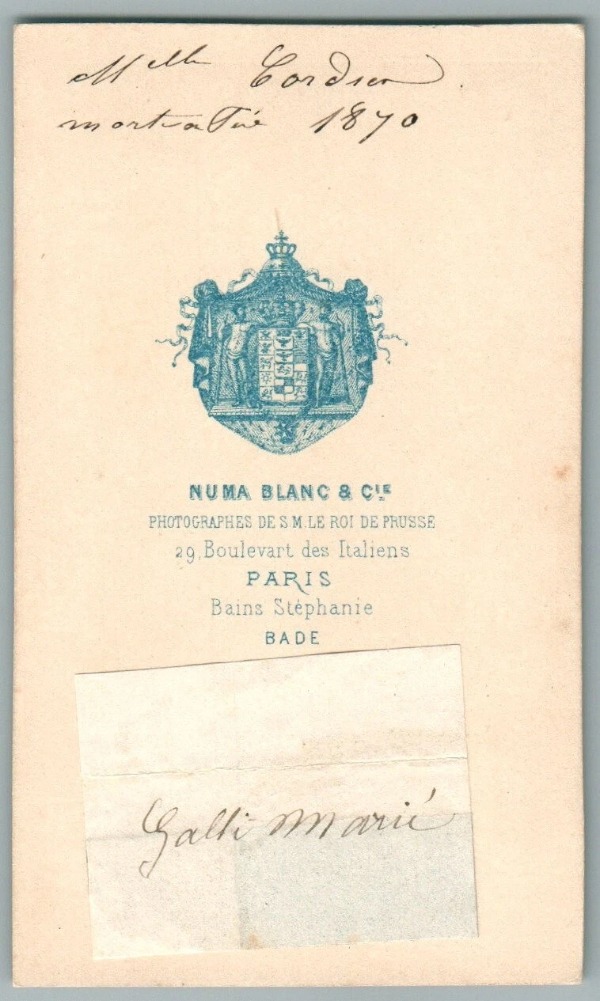 Melle Cordier.
morte 1870
NUMA BLANC & CIE
PHOTOGRAPHES DE S.M. LE ROI DE PRUSSE
29, Boulevart des Italiens
PARIS
Bains Stéphanie
BADE
Galli Marié